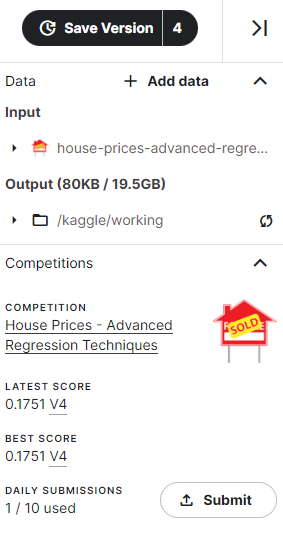 Save Version 4
Data + Add data
Input
house-prices-advanced-regre...
Output (80KB / 19.5GB)
/kaggle/working
Competitions
COMPETITION
House Prices - Advanced
Regression Techniques
SOLD
LATEST SCORE
0.1751 V4
BEST SCORE
0.1751 V4
DAILY SUBMISSIONS
1 / 10 used
Submit